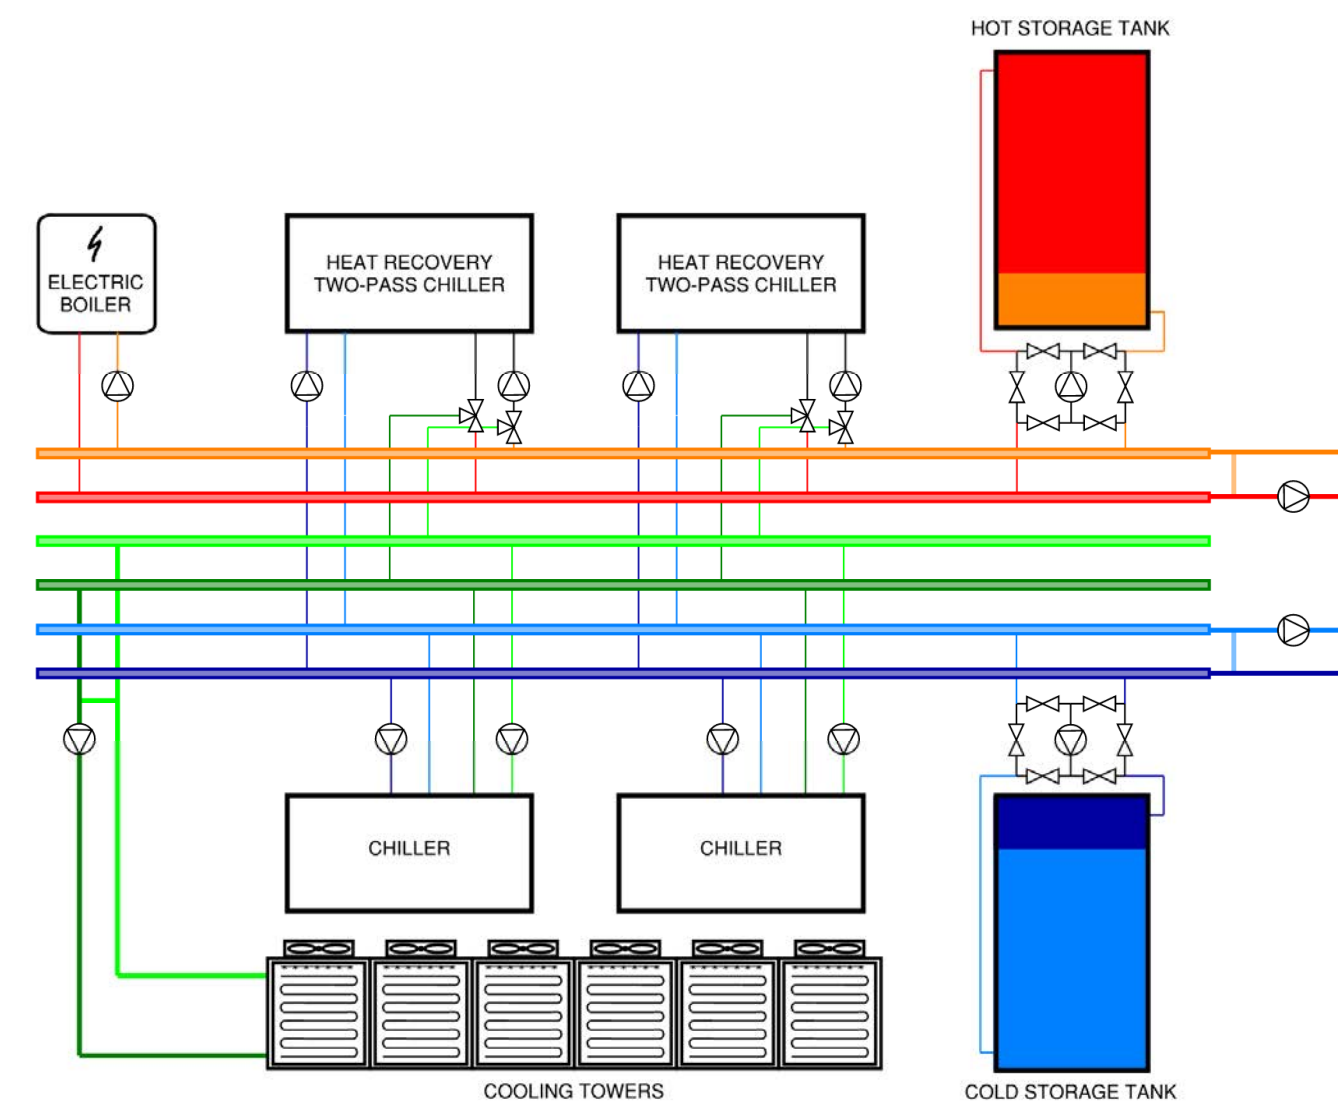 HOT STORAGE TANK
ELECTRIC
BOILER
HEAT RECOVERY
TWO-PASS CHILLER
HEAT RECOVERY
TWO-PASS CHILLER
CHILLER
CHILLER
COOLING TOWERS
COLD STORAGE TANK